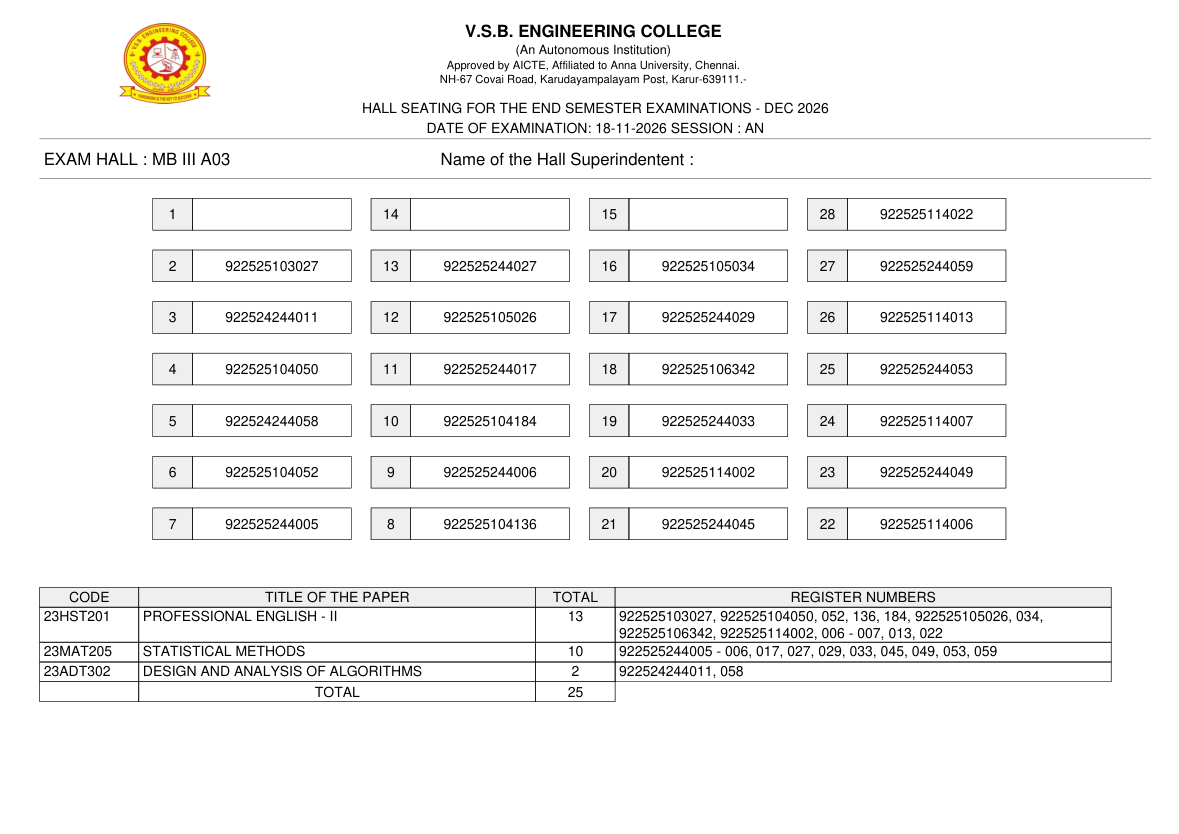 V.S.B. ENGINEERING COLLEGE
(An Autonomous Institution)
Approved by AICTE, Affiliated to Anna University, Chennai.
NH-67 Covai Road, Karudayampalayam Post, Karur-639111.-
HALL SEATING FOR THE END SEMESTER EXAMINATIONS - DEC 2026
DATE OF EXAMINATION: 18-11-2026 SESSION : AN
EXAM HALL : MB III A03 Name of the Hall Superindentent :
1 14 15 28 922525114022
2 922525103027 13 922525244027 16 922525105034 27 922525244059
3 922524244011 12 922525105026 17 922525244029 26 922525114013
4 922525104050 11 922525244017 18 922525106342 25 922525244053
5 922524244058 10 922525104184 19 922525244033 24 922525114007
6 922525104052 9 922525244006 20 922525114002 23 922525244049
7 922525244005 8 922525104136 21 922525244045 22 922525114006
CODE TITLE OF THE PAPER TOTAL REGISTER NUMBERS
23HST201 PROFESSIONAL ENGLISH - II 13 922525103027, 922525104050, 052, 136, 184, 922525105026, 034,
922525106342, 922525114002, 006 - 007, 013, 022
23MAT205 STATISTICAL METHODS 10 922525244005 - 006, 017, 027, 029, 033, 045, 049, 053, 059
23ADT302 DESIGN AND ANALYSIS OF ALGORITHMS 2 922524244011, 058
TOTAL 25